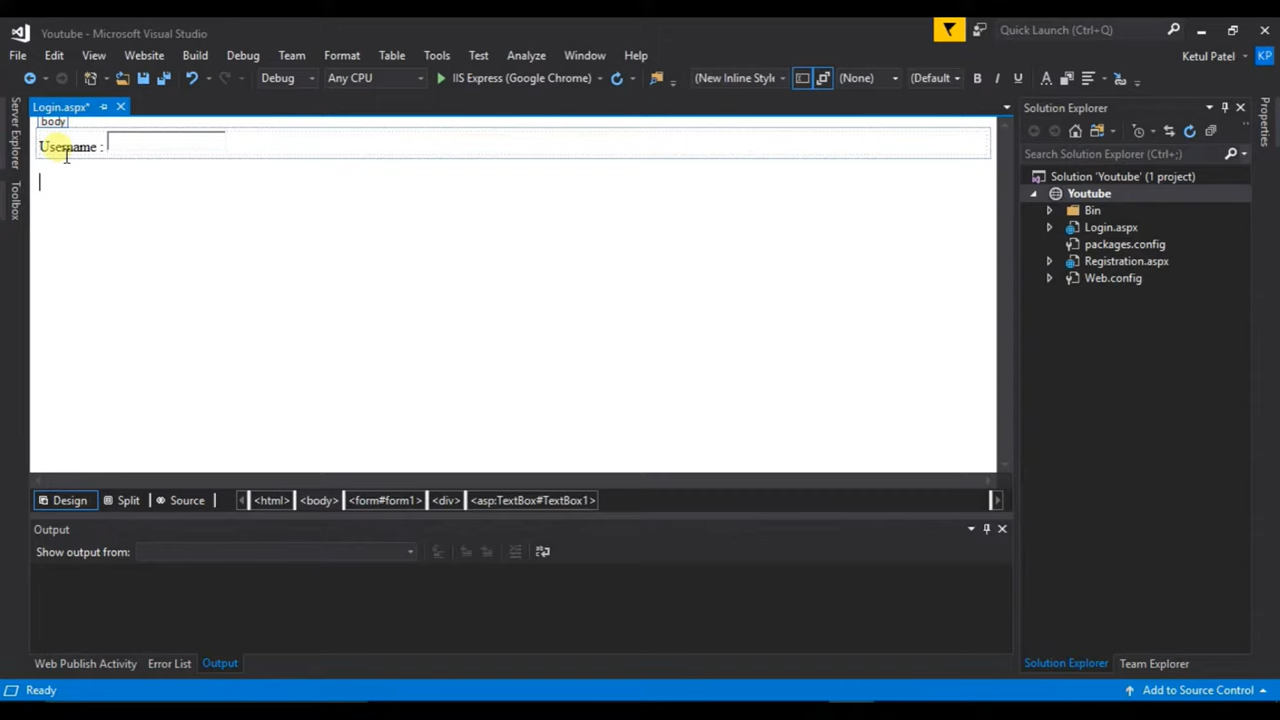 Youtube - Microsoft Visual Studio
Quick Launch (Ctrl+Q)
File Edit View Website Build Debug Team Format Table Tools Test Analyze Window Help
Ketul Patel KP
Debug Any CPU IIS Express (Google Chrome) (New Inline Style (None) (Default B I U A
Server Explorer
Toolbox
Login.aspx*
body
Username :
Design Split Source <html> <body> <form#form1> <div> <asp:TextBox#TextBox1>
Output
Show output from:
Web Publish Activity Error List Output
Solution Explorer
Search Solution Explorer (Ctrl+;)
Solution 'Youtube' (1 project)
Youtube
Bin
Login.aspx
packages.config
Registration.aspx
Web.config
Solution Explorer Team Explorer
Properties
Ready
Add to Source Control